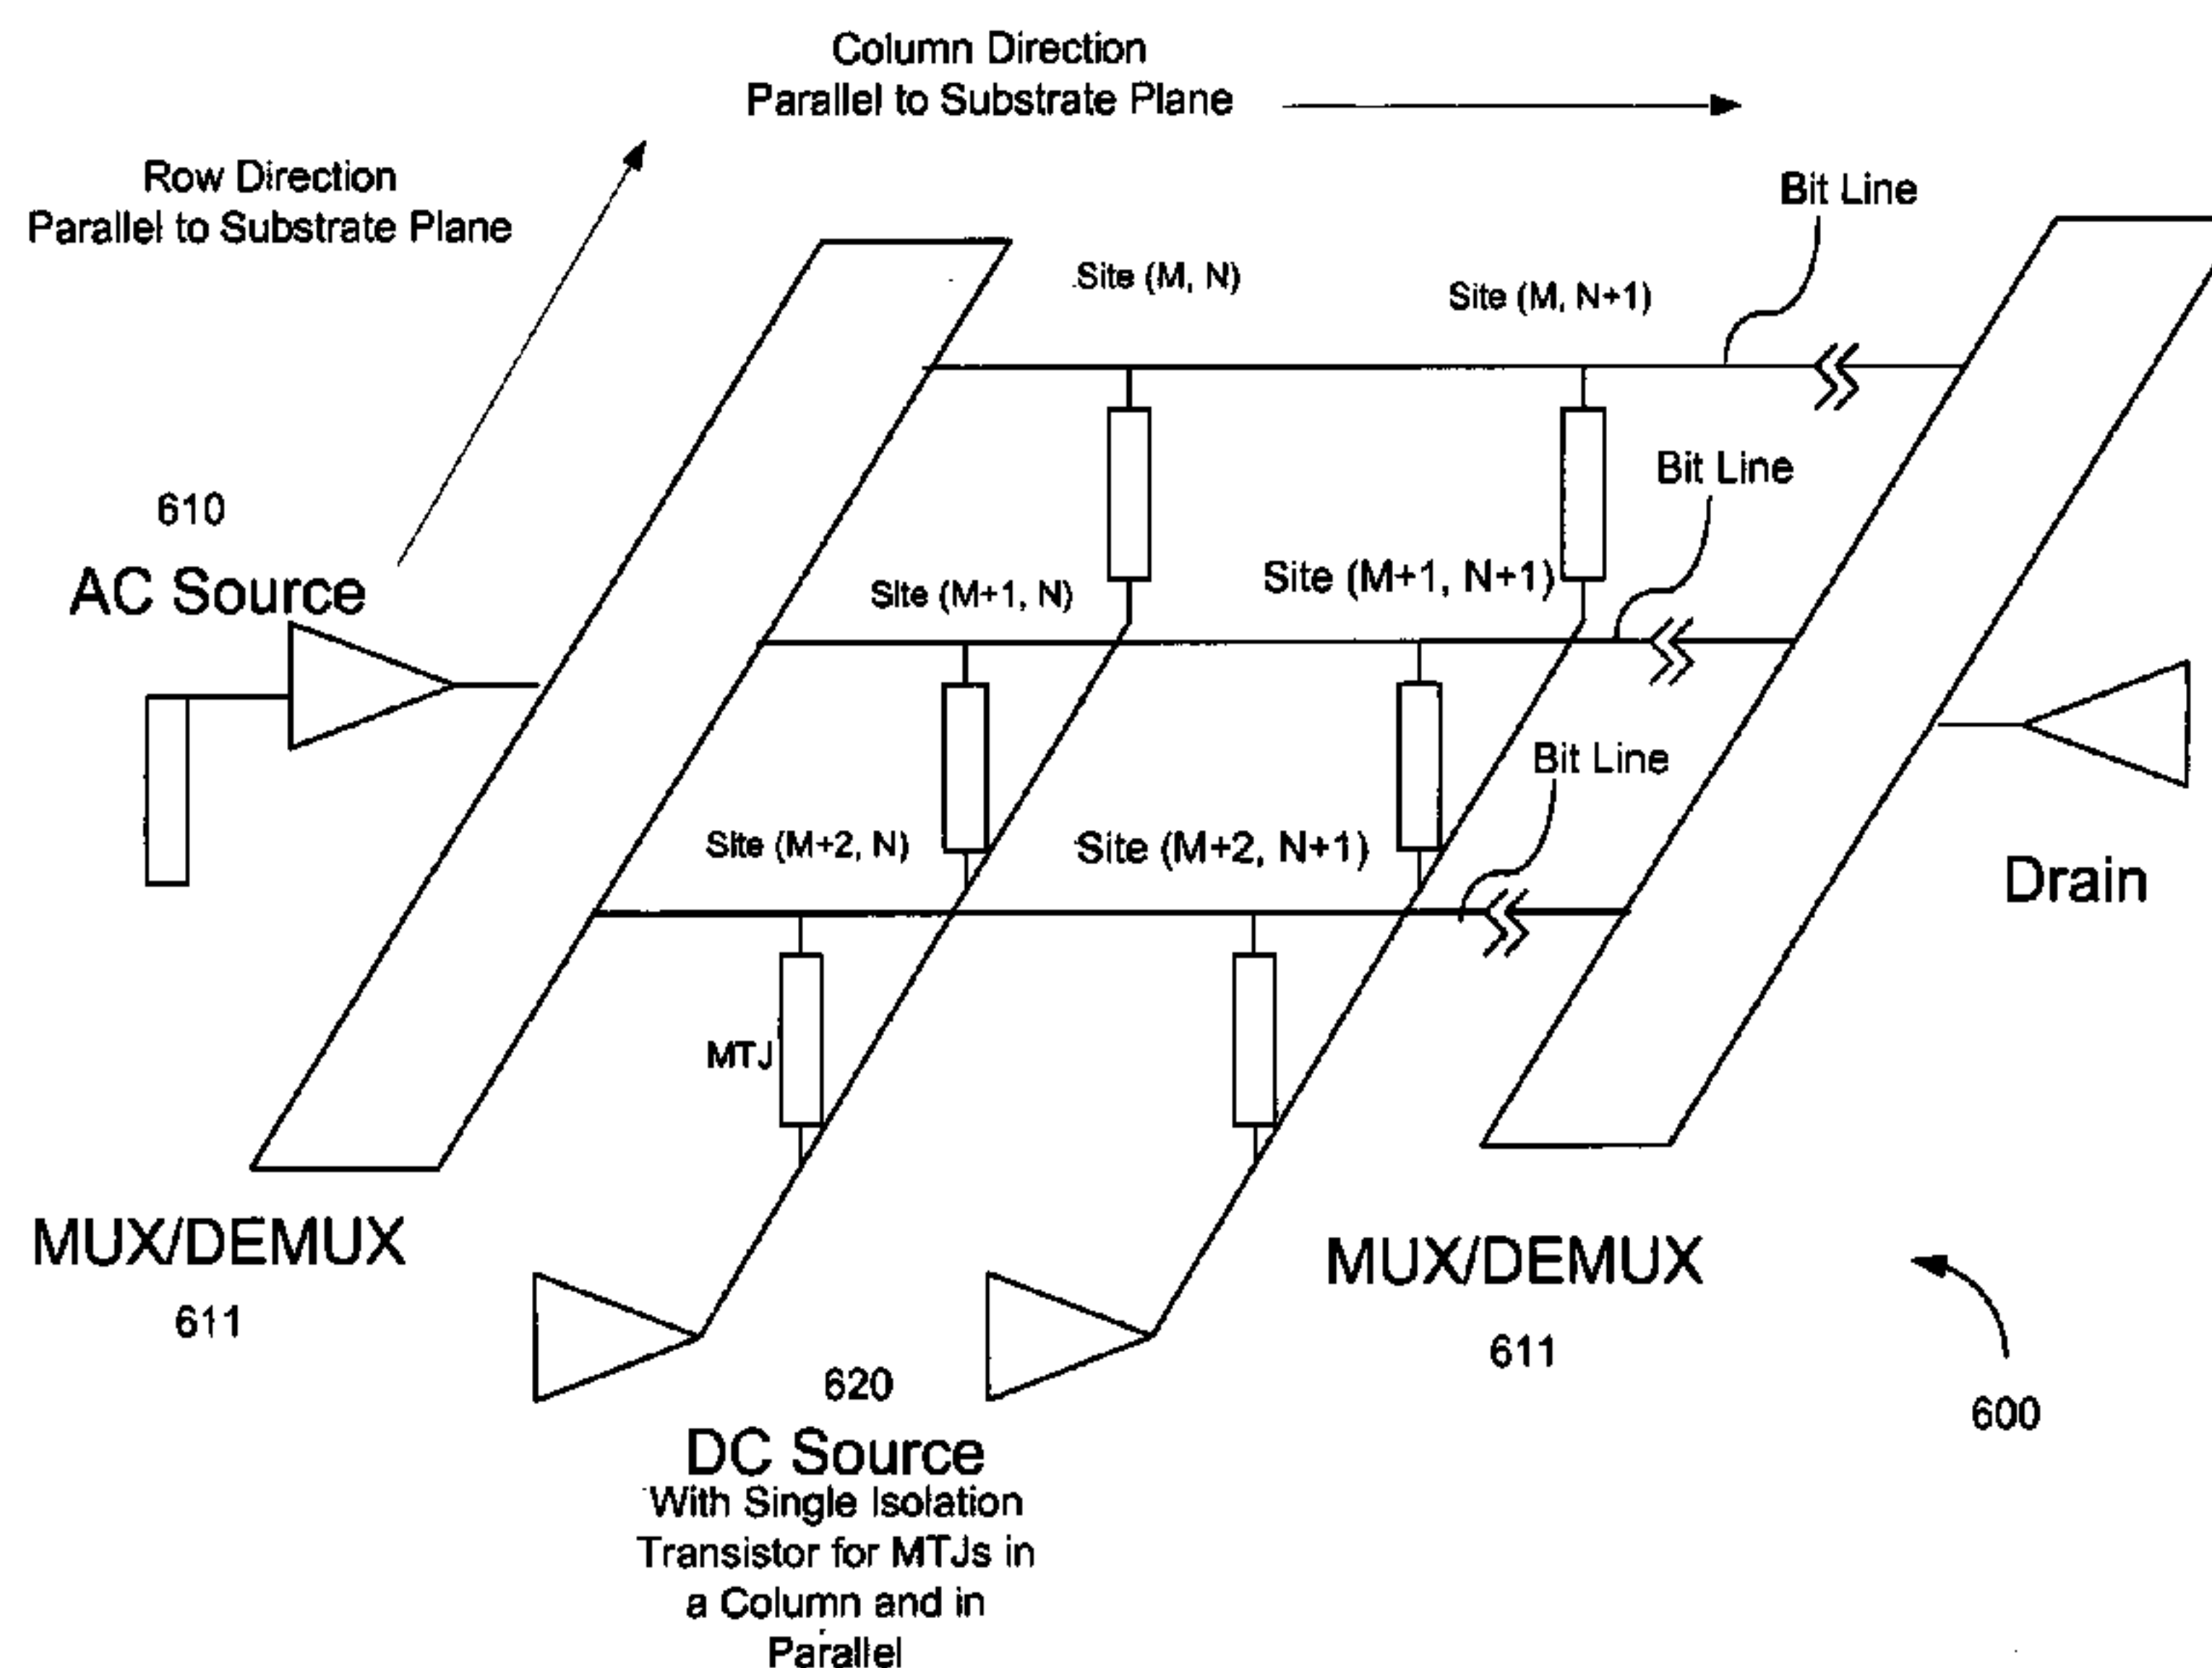 Column Direction
Parallel to Substrate Plane
Row Direction
Parallel to Substrate Plane
Bit Line
Site (M, N)
Site (M, N+1)
Bit Line
610
AC Source
Site (M+1, N)
Site (M+1, N+1)
Bit Line
Site (M+2, N)
Site (M+2, N+1)
Drain
MTJ
MUX/DEMUX
611
MUX/DEMUX
611
620
600
DC Source
With Single Isolation
Transistor for MTJs in
a Column and in
Parallel